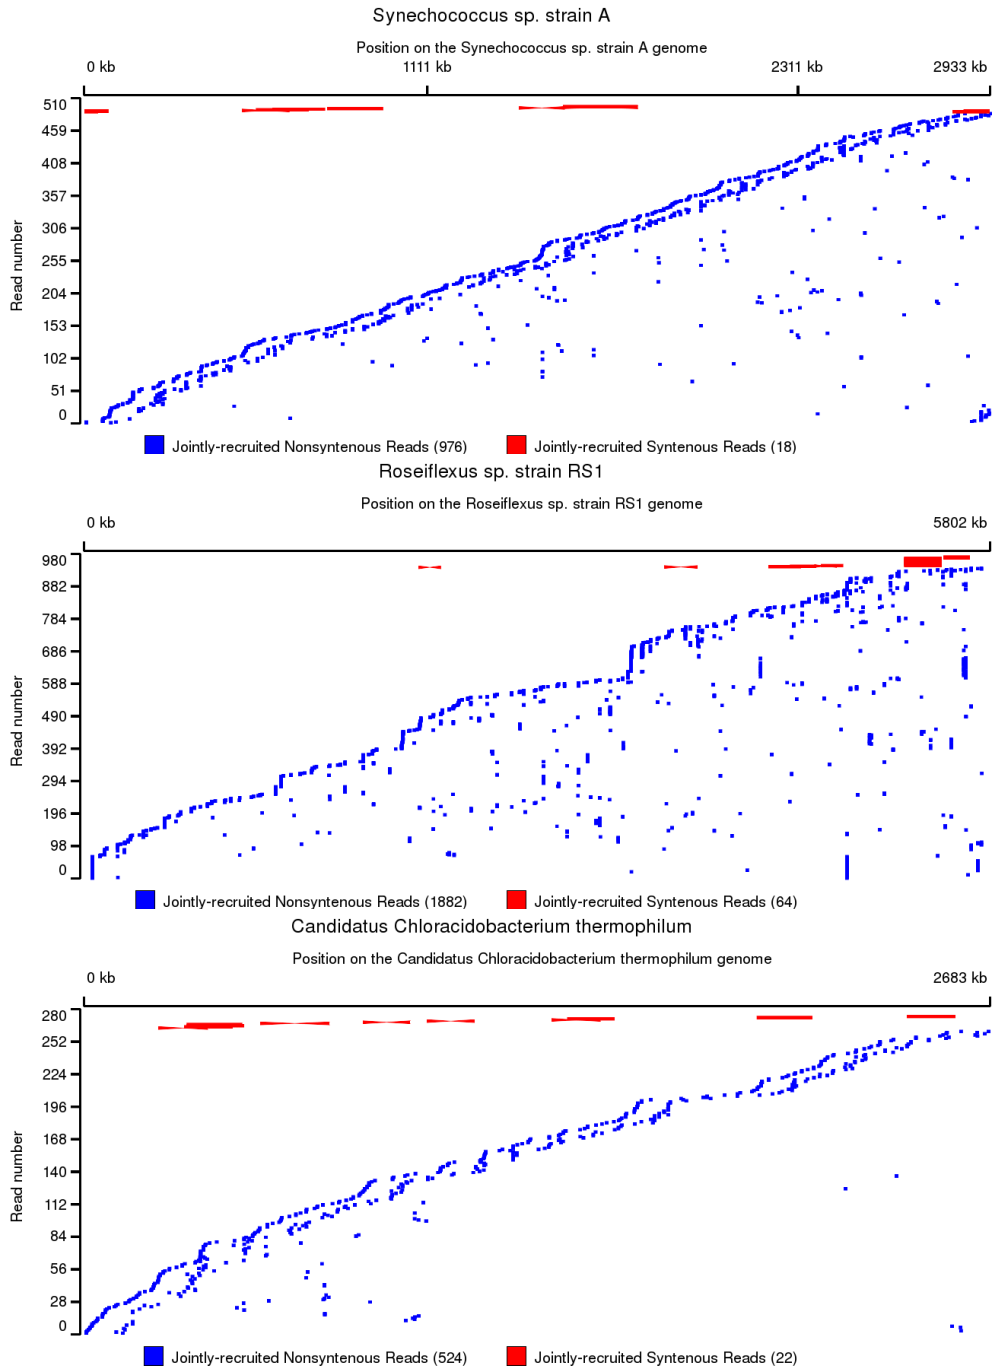 Synechococcus sp. strain A
Position on the Synechococcus sp. strain A genome
0 kb 1111 kb 2311 kb 2933 kb
510
459
408
357
306
255
204
153
102
51
0
Read number
Jointly-recruited Nonsyntenous Reads (976) Jointly-recruited Syntenous Reads (18)
Roseiflexus sp. strain RS1
Position on the Roseiflexus sp. strain RS1 genome
0 kb 5802 kb
980
882
784
686
588
490
392
294
196
98
0
Read number
Jointly-recruited Nonsyntenous Reads (1882) Jointly-recruited Syntenous Reads (64)
Candidatus Chloracidobacterium thermophilum
Position on the Candidatus Chloracidobacterium thermophilum genome
0 kb 2683 kb
280
252
224
196
168
140
112
84
56
28
0
Read number
Jointly-recruited Nonsyntenous Reads (524) Jointly-recruited Syntenous Reads (22)